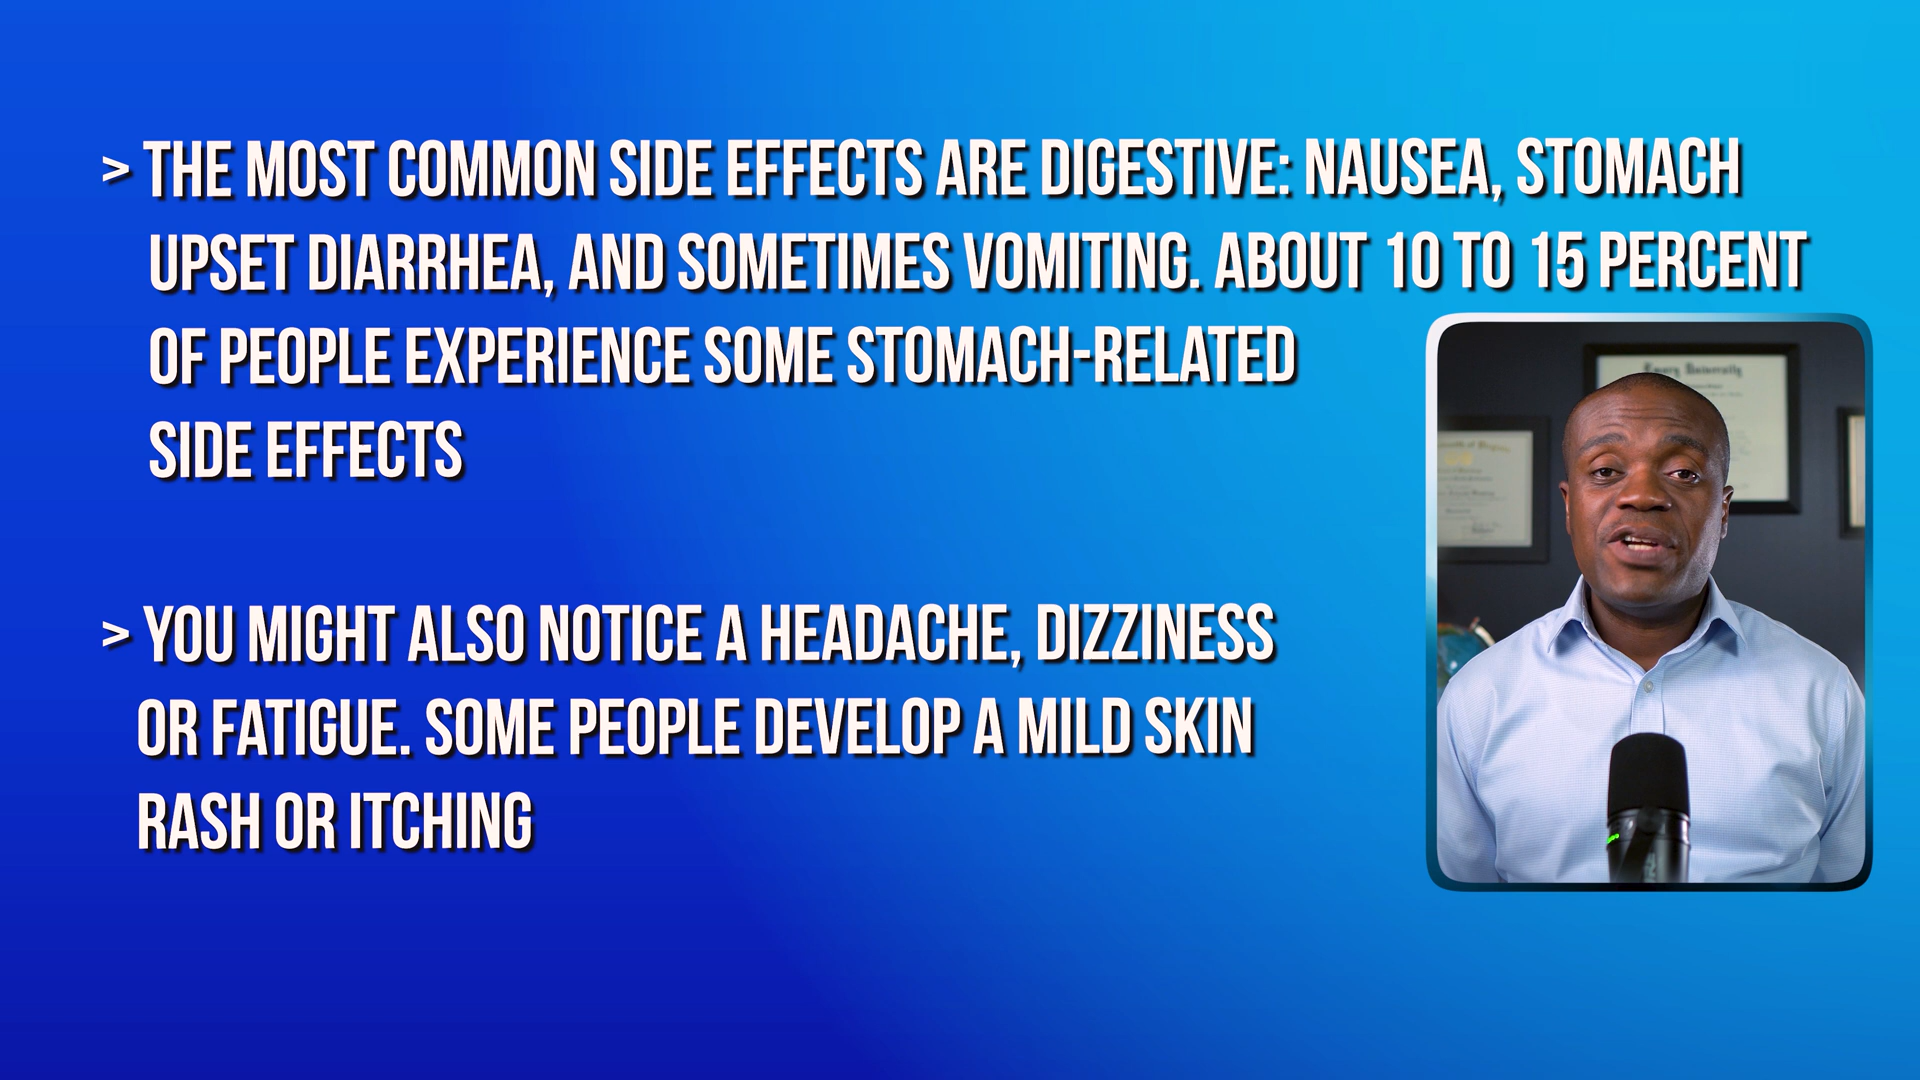 > THE MOST COMMON SIDE EFFECTS ARE DIGESTIVE: NAUSEA, STOMACH
UPSET DIARRHEA, AND SOMETIMES VOMITING. ABOUT 10 TO 15 PERCENT
OF PEOPLE EXPERIENCE SOME STOMACH-RELATED
SIDE EFFECTS
> YOU MIGHT ALSO NOTICE A HEADACHE, DIZZINESS
OR FATIGUE. SOME PEOPLE DEVELOP A MILD SKIN
RASH OR ITCHING
Emory University